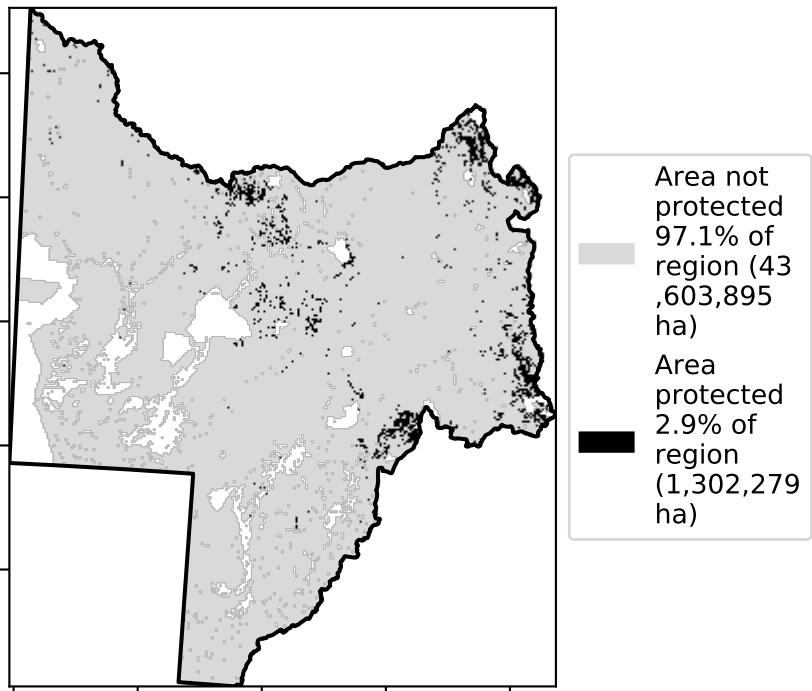 Area not
protected
97.1% of
region (43
,603,895
ha)
Area
protected
2.9% of
region
(1,302,279
ha)